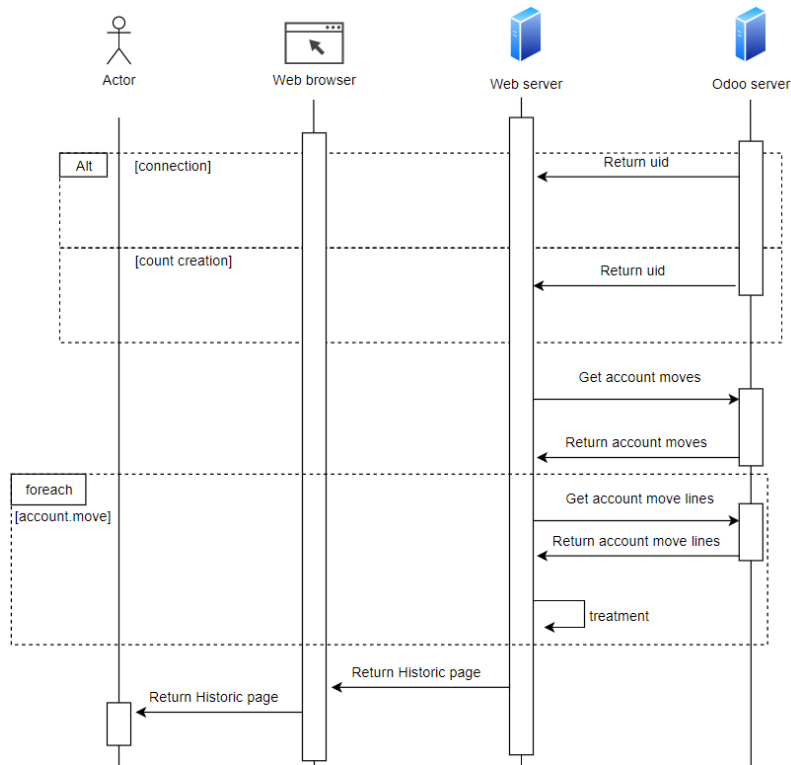 Actor
Web browser
Web server
Odoo server
Alt
[connection]
Return uid
[count creation]
Return uid
Get account moves
Return account moves
foreach
[account.move]
Get account move lines
Return account move lines
treatment
Return Historic page
Return Historic page